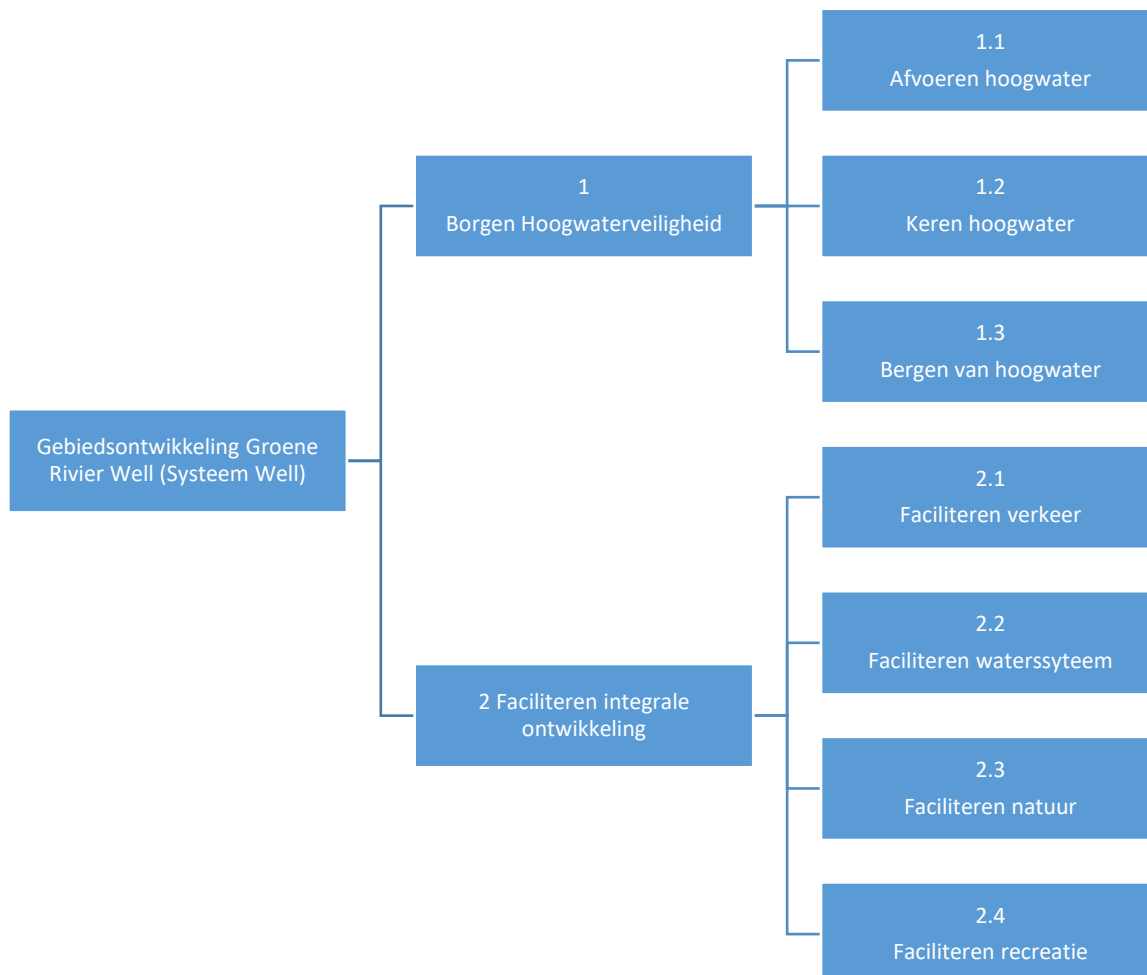 Gebiedsontwikkeling Groene
Rivier Well (Systeem Well)
1
Borgen Hoogwaterveiligheid
1.1
Afvoeren hoogwater
1.2
Keren hoogwater
1.3
Bergen van hoogwater
2 Faciliteren integrale
ontwikkeling
2.1
Faciliteren verkeer
2.2
Faciliteren waterssyteem
2.3
Faciliteren natuur
2.4
Faciliteren recreatie